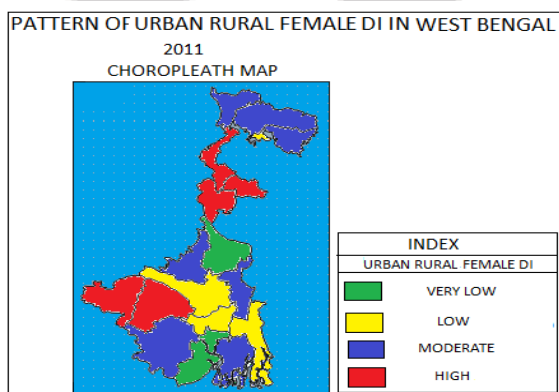 PATTERN OF URBAN RURAL FEMALE DI IN WEST BENGAL
2011
CHOROPLEATH MAP
INDEX
URBAN RURAL FEMALE DI
VERY LOW
LOW
MODERATE
HIGH